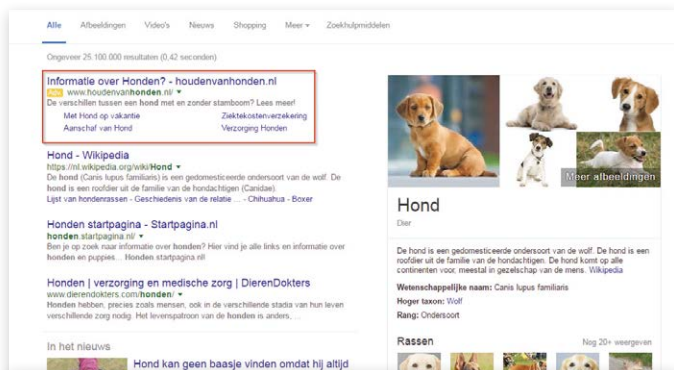 Alle Afbeeldingen Video's Nieuws Shopping Meer Zoekhulpmiddelen
Ongeveer 25.100.000 resultaten (0,42 seconden)
Informatie over Honden? - houdenvanhonden.nl
Adv. www.houdenvanhonden.nl/
De verschillen tussen een hond met en zonder stamboom? Lees meer!
Met Hond op vakantie Ziektekostenverzekering
Aanschaf van Hond Verzorging Honden
Hond - Wikipedia
https://nl.wikipedia.org/wiki/Hond
De hond (Canis lupus familiaris) is een gedomesticeerde ondersoort van de wolf. De
hond is een roofdier uit de familie van de hondachtigen (Canidae).
Lijst van hondenrassen - Geschiedenis van de relatie ... - Chihuahua - Boxer
Honden startpagina - Startpagina.nl
honden.startpagina.nl/
Ben je op zoek naar informatie over honden? Hier vind je alle links en informatie over
honden en puppies... Honden.startpagina.nl!
Honden | verzorging en medische zorg | DierenDokters
www.dierendokters.com/honden/
Honden hebben, precies zoals mensen, ook in de verschillende stadia van hun leven
verschillende zorg nodig. Het levenspatroon van de honden is anders, ...
In het nieuws
Hond kan geen baasje vinden omdat hij altijd
Meer afbeeldingen
Hond
Dier
De hond is een gedomesticeerde ondersoort van de wolf. De hond is een
roofdier uit de familie van de hondachtigen. De hond komt op alle
continenten voor, meestal in gezelschap van de mens. Wikipedia
Wetenschappelijke naam: Canis lupus familiaris
Hoger taxon: Wolf
Rang: Ondersoort
Rassen Nog 20+ weergeven